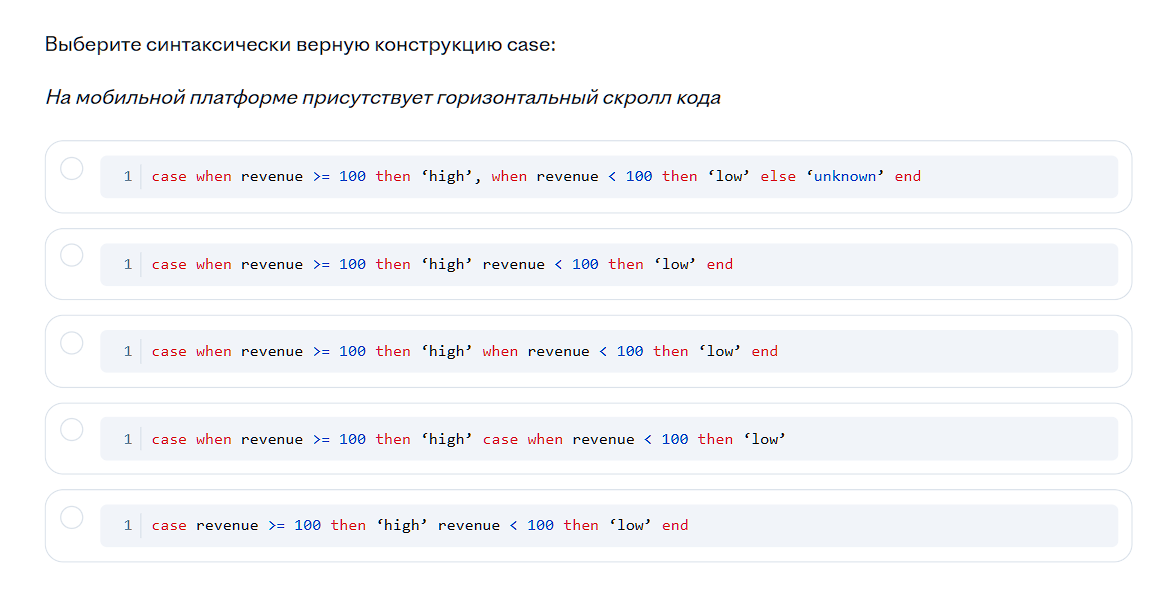 Выберите синтаксически верную конструкцию case:
На мобильной платформе присутствует горизонтальный скролл кода
1 case when revenue >= 100 then ‘high’, when revenue < 100 then ‘low’ else ‘unknown’ end
1 case when revenue >= 100 then ‘high’ revenue < 100 then ‘low’ end
1 case when revenue >= 100 then ‘high’ when revenue < 100 then ‘low’ end
1 case when revenue >= 100 then ‘high’ case when revenue < 100 then ‘low’
1 case revenue >= 100 then ‘high’ revenue < 100 then ‘low’ end